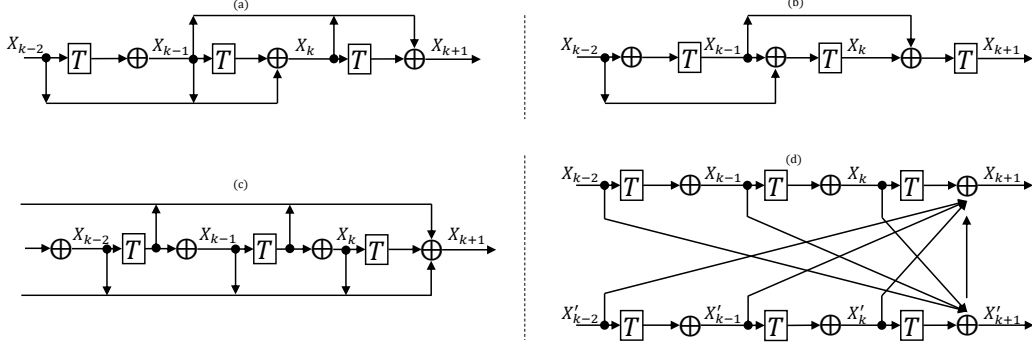 (a)
X_{k-2} T X_{k-1} T X_k T X_{k+1}
(b)
X_{k-2} T X_{k-1} T X_k T X_{k+1}
(c)
X_{k-2} T X_{k-1} T X_k T X_{k+1}
(d)
X_{k-2} T X_{k-1} T X_k T X_{k+1}
X'_{k-2} T X'_{k-1} T X'_k T X'_{k+1}